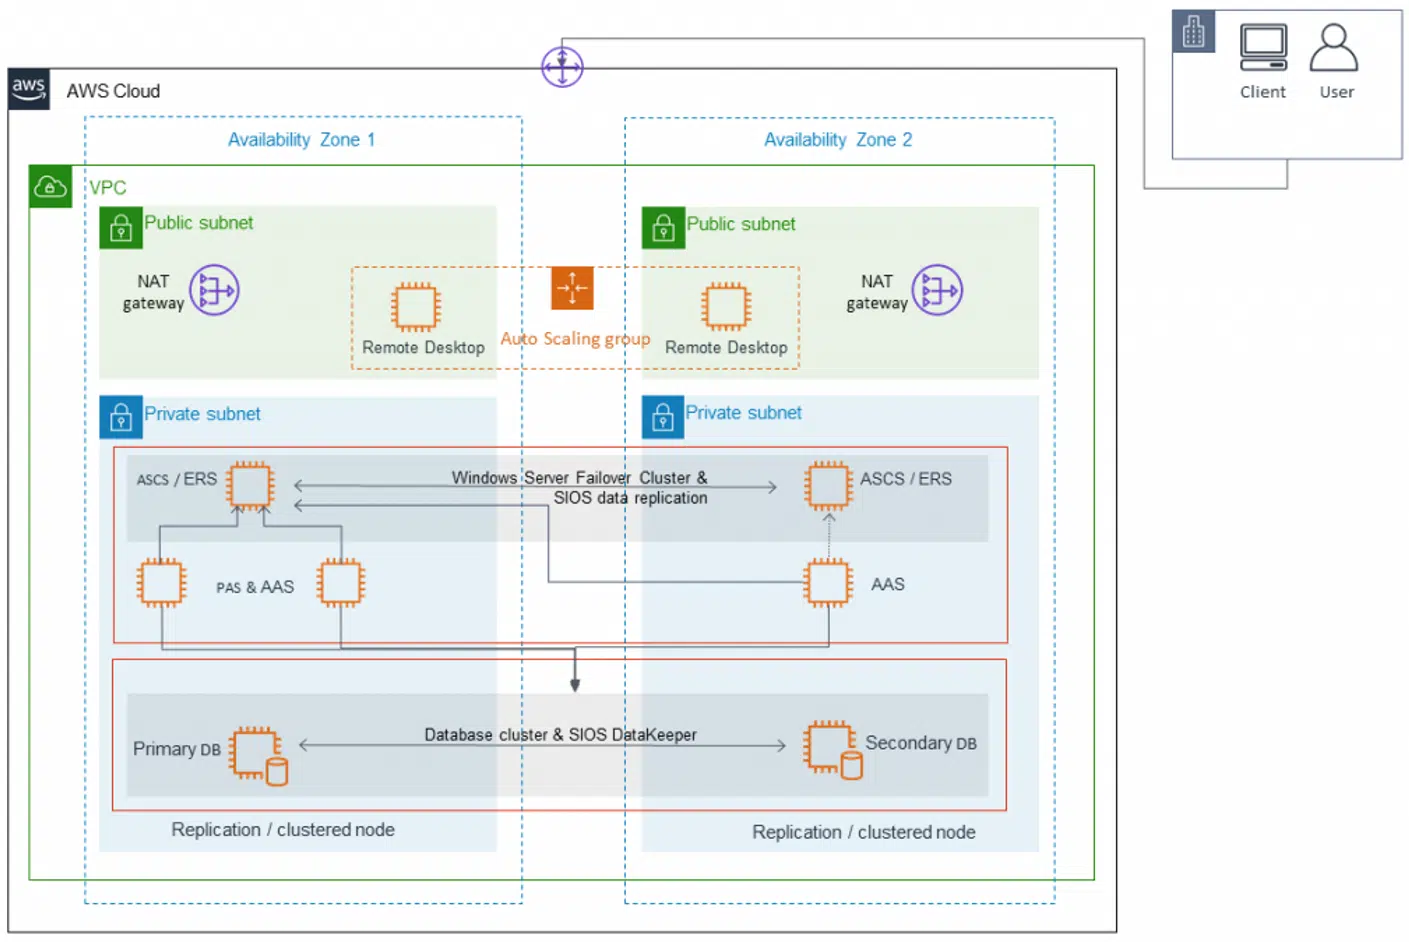 aws
AWS Cloud
Client
User
Availability Zone 1
Availability Zone 2
VPC
Public subnet
Public subnet
NAT
gateway
Remote Desktop
Auto Scaling group
Remote Desktop
NAT
gateway
Private subnet
Private subnet
ASCS / ERS
Windows Server Failover Cluster &
SIOS data replication
ASCS / ERS
PAS & AAS
AAS
Primary DB
Database cluster & SIOS DataKeeper
Secondary DB
Replication / clustered node
Replication / clustered node